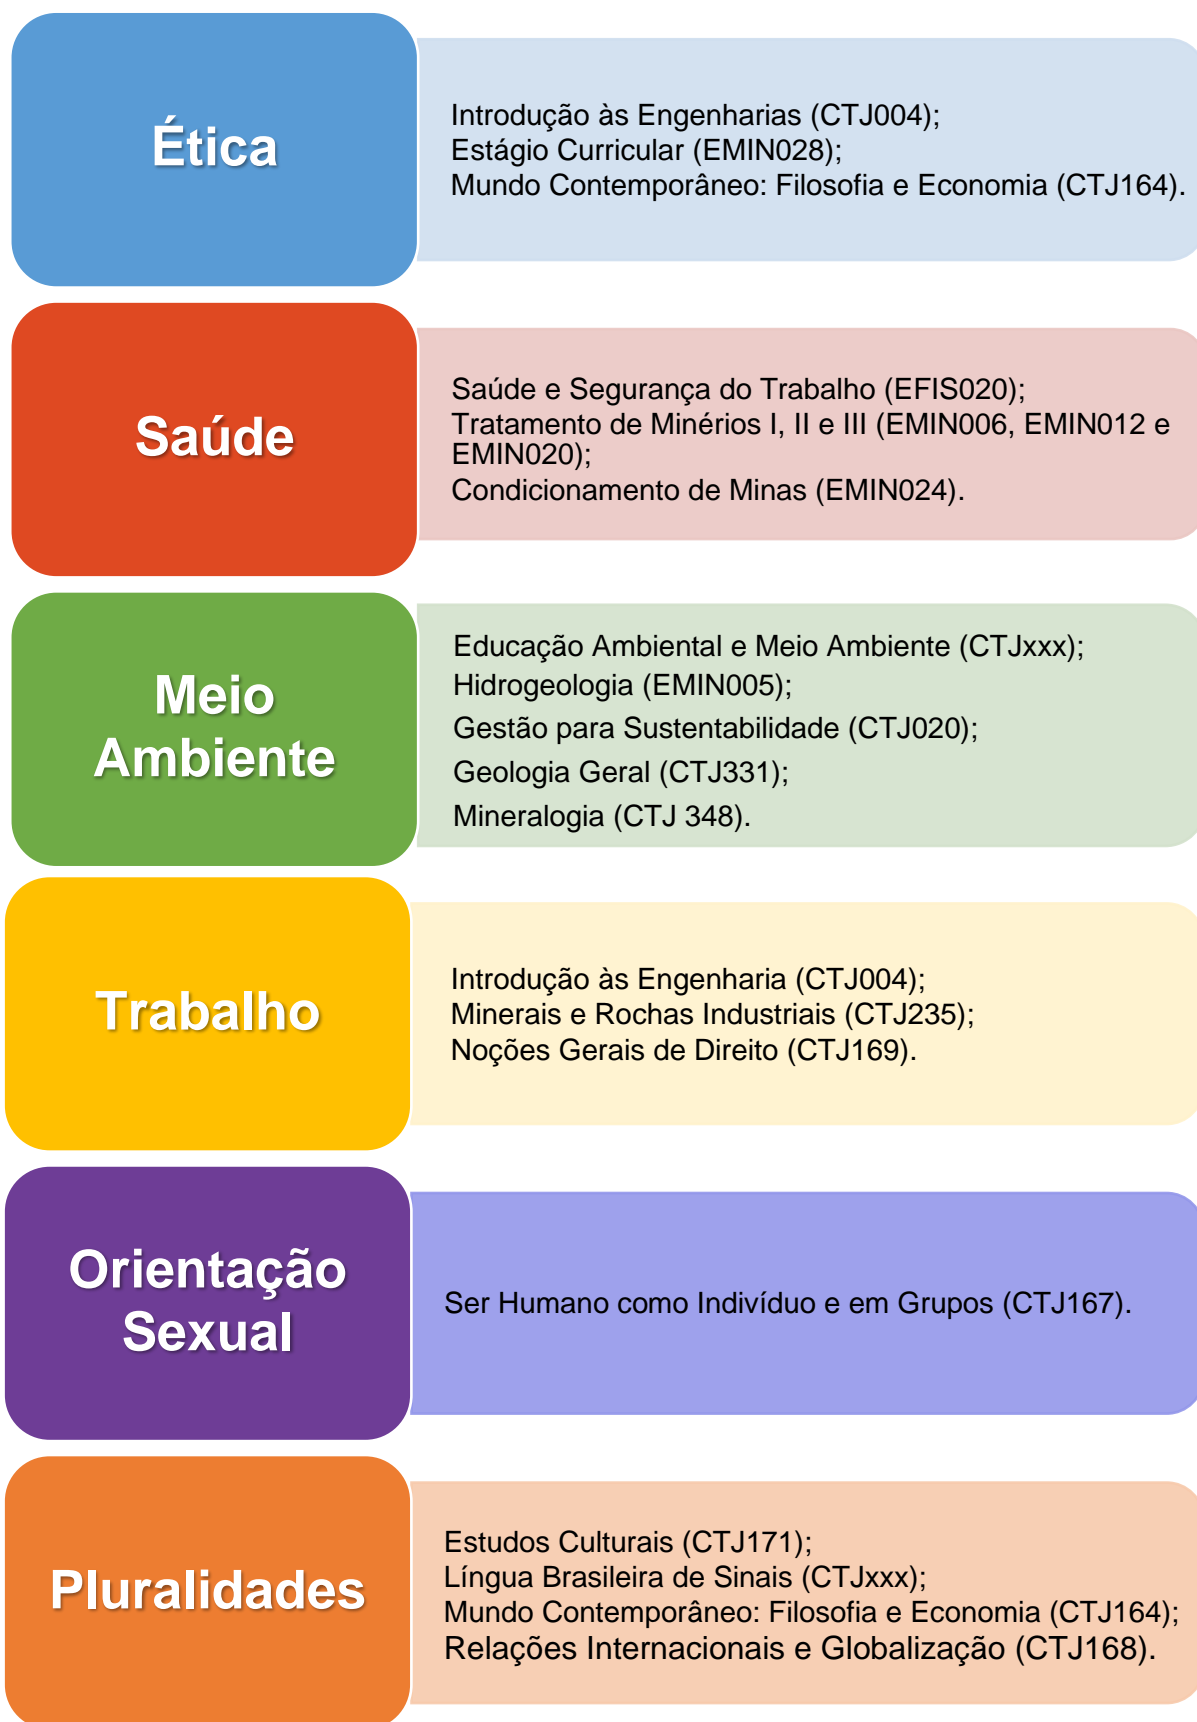 Ética
Introdução às Engenharias (CTJ004);
Estágio Curricular (EMIN028);
Mundo Contemporâneo: Filosofia e Economia (CTJ164).
Saúde
Saúde e Segurança do Trabalho (EFIS020);
Tratamento de Minérios I, II e III (EMIN006, EMIN012 e
EMIN020);
Condicionamento de Minas (EMIN024).
Meio
Ambiente
Educação Ambiental e Meio Ambiente (CTJxxx);
Hidrogeologia (EMIN005);
Gestão para Sustentabilidade (CTJ020);
Geologia Geral (CTJ331);
Mineralogia (CTJ 348).
Trabalho
Introdução às Engenharia (CTJ004);
Minerais e Rochas Industriais (CTJ235);
Noções Gerais de Direito (CTJ169).
Orientação
Sexual
Ser Humano como Indivíduo e em Grupos (CTJ167).
Pluralidades
Estudos Culturais (CTJ171);
Língua Brasileira de Sinais (CTJxxx);
Mundo Contemporâneo: Filosofia e Economia (CTJ164);
Relações Internacionais e Globalização (CTJ168).